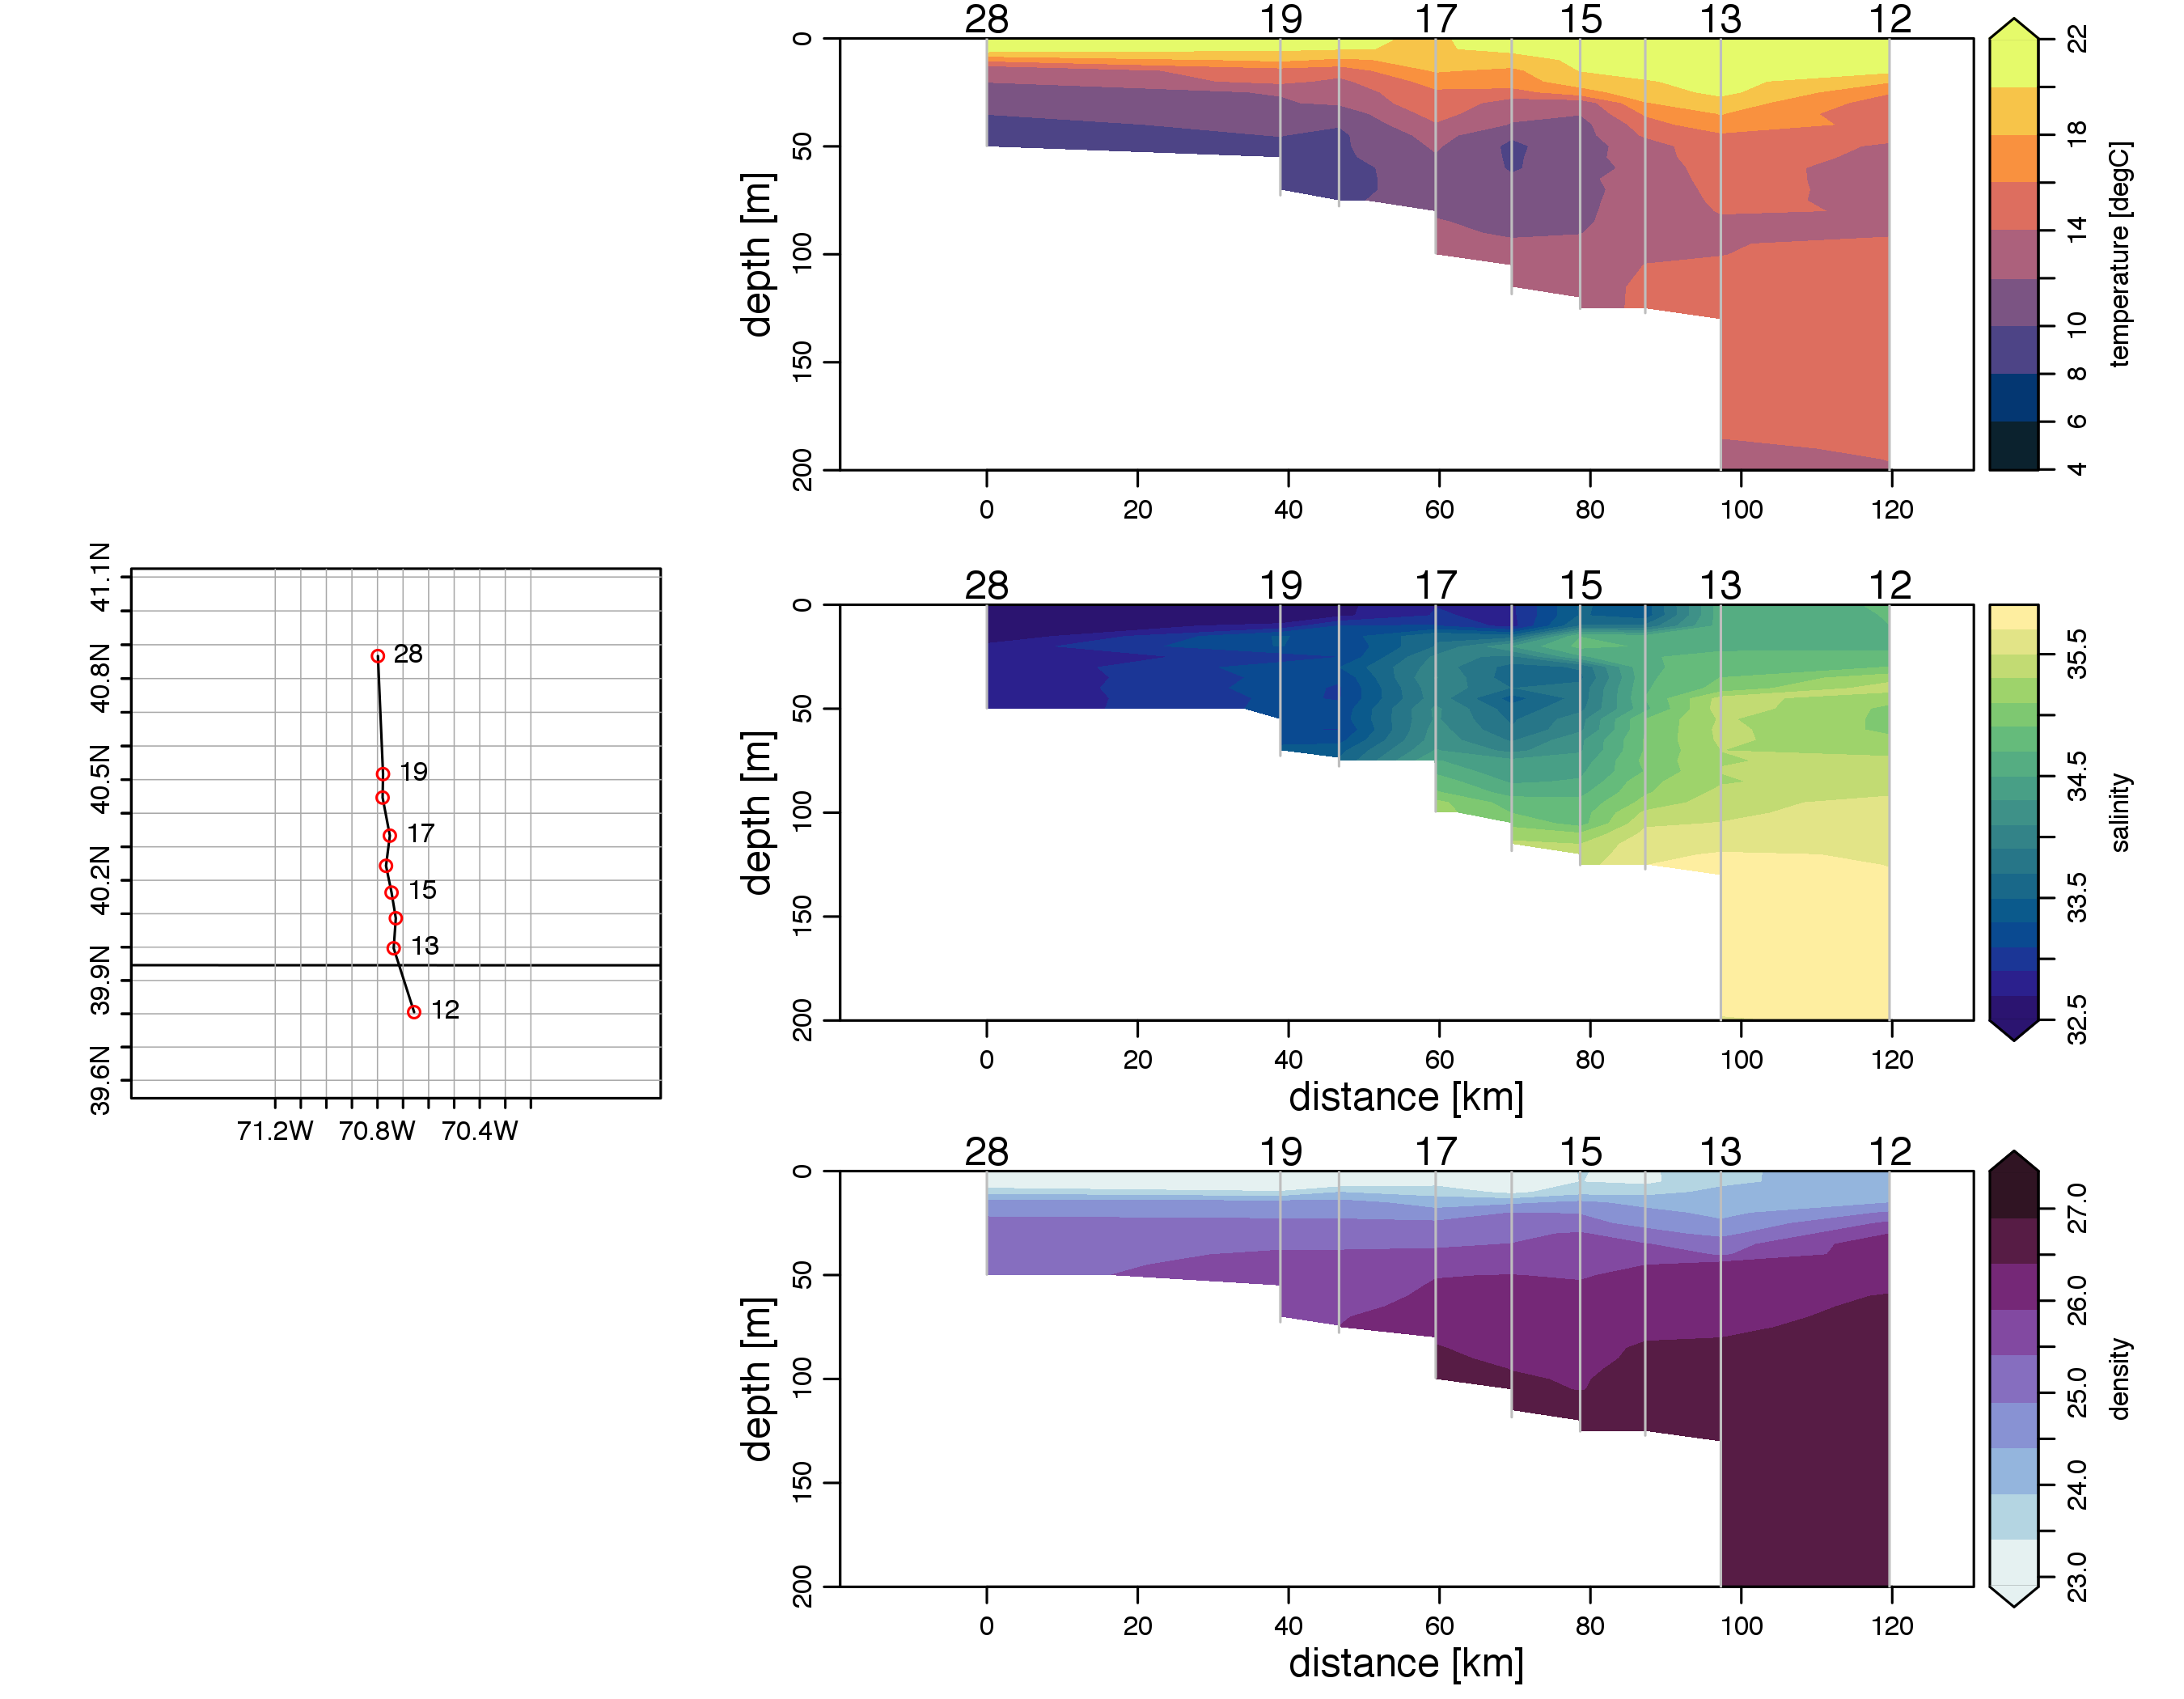 28 19 17 15 13 12
0
50
100
150
200
depth [m]
0 20 40 60 80 100 120
22
18
14
10
8
6
4
temperature [degC]
41.1N
40.8N
40.5N
40.2N
39.9N
39.6N
28
19
17
15
13
12
71.2W 70.8W 70.4W
28 19 17 15 13 12
0
50
100
150
200
depth [m]
0 20 40 60 80 100 120
distance [km]
35.5
34.5
33.5
32.5
salinity
28 19 17 15 13 12
0
50
100
150
200
depth [m]
0 20 40 60 80 100 120
distance [km]
27.0
26.0
25.0
24.0
23.0
density